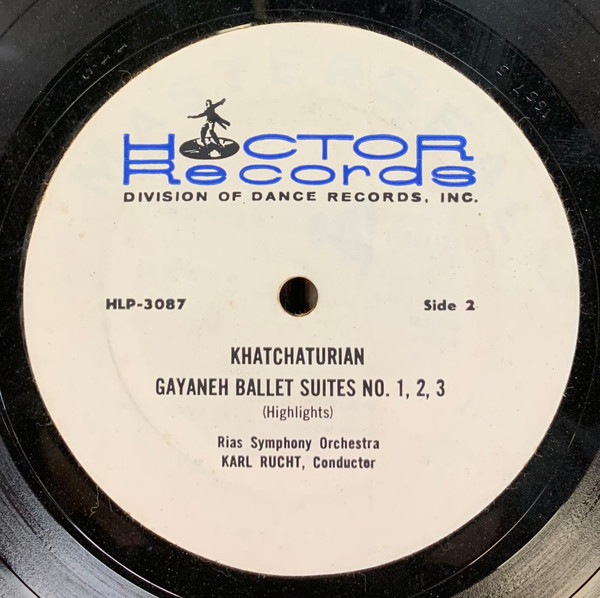 HOCTOR
Records
DIVISION OF DANCE RECORDS, INC.
HLP-3087 Side 2
KHATCHATURIAN
GAYANEH BALLET SUITES NO. 1, 2, 3
(Highlights)
Rias Symphony Orchestra
KARL RUCHT, Conductor